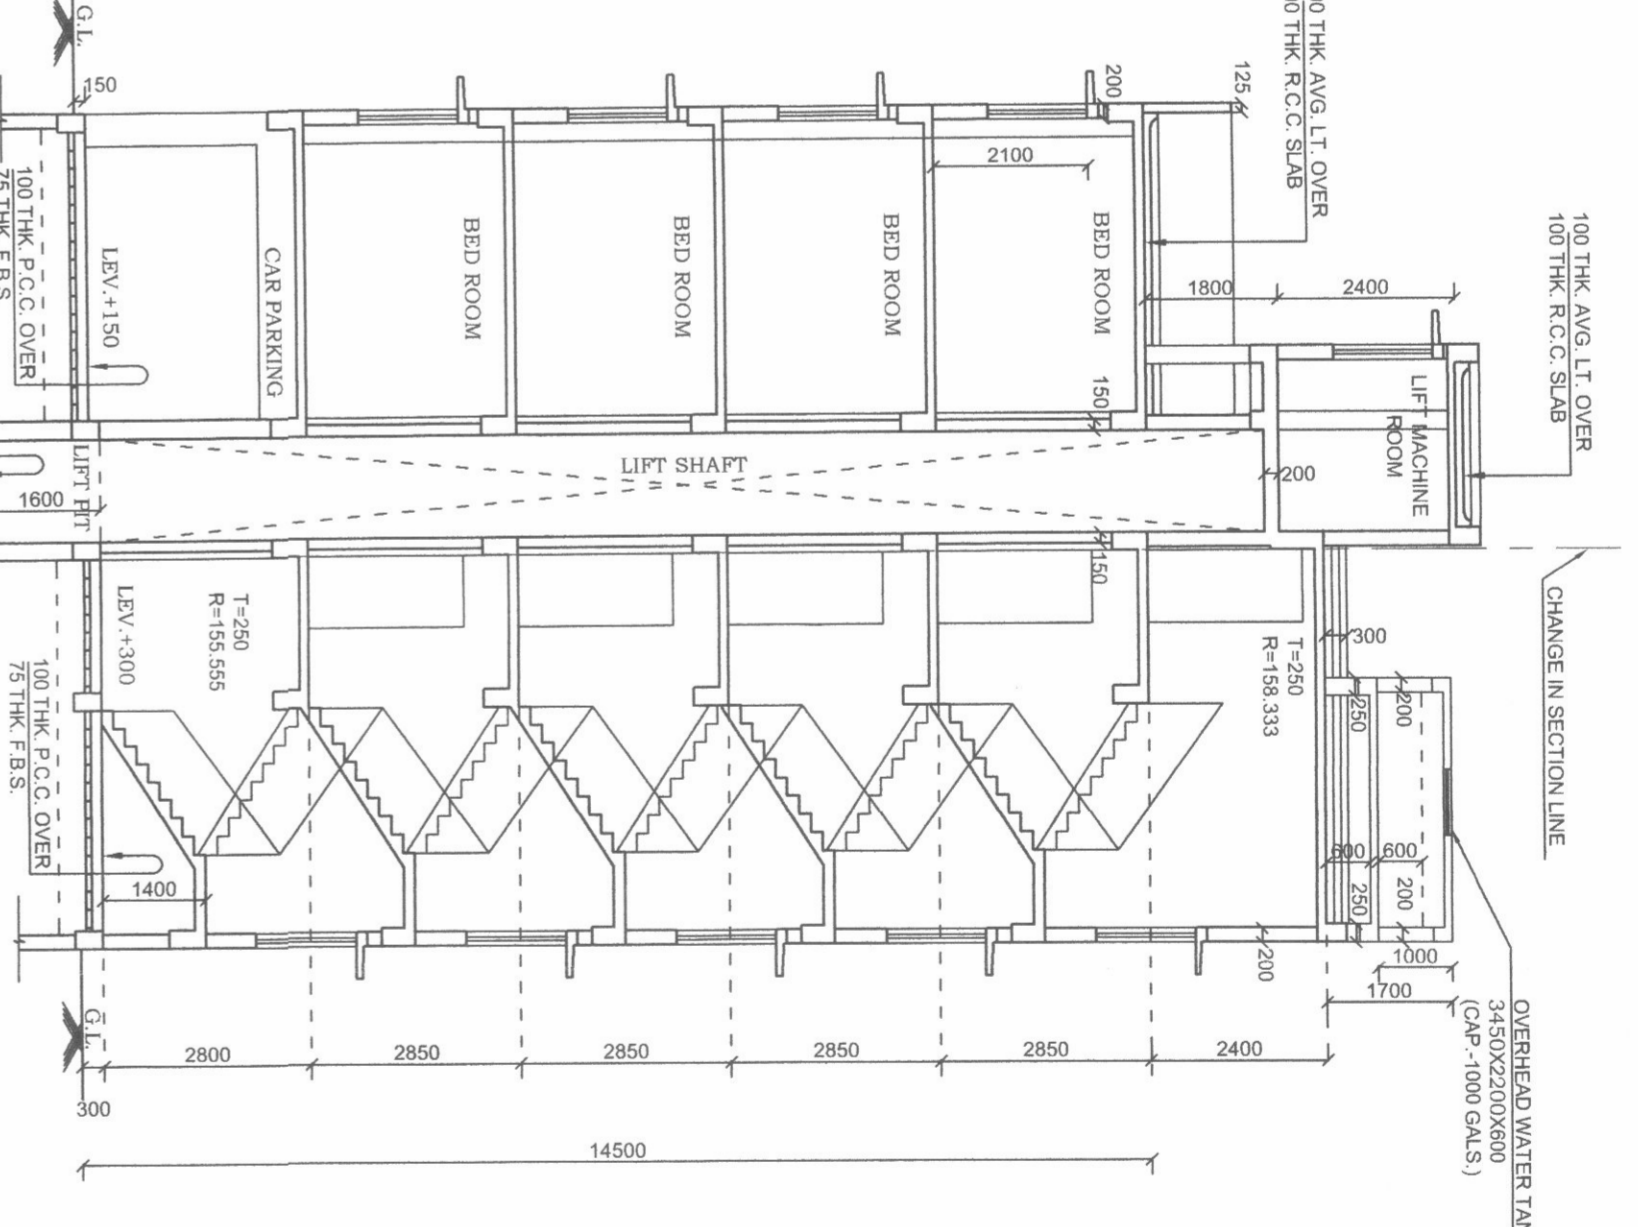 G.L.
150
100 THK. P.C.C. OVER
75 THK. F.B.S.
LEV.+150
CAR PARKING
BED ROOM
BED ROOM
BED ROOM
BED ROOM
2100
200
125
THK. AVG. LT. OVER
THK. R.C.C. SLAB
1800
2400
100 THK. AVG. LT. OVER
100 THK. R.C.C. SLAB
LIFT MACHINE
ROOM
150
LIFT SHAFT
200
LIFT PIT
1600
150
CHANGE IN SECTION LINE
LEV.+300
T=250
R=155.555
T=250
R=158.333
300
250
200
600
600
250
200
100 THK. P.C.C. OVER
75 THK. F.B.S.
1400
200
1000
1700
OVERHEAD WATER
3450X2200X600
(CAP.-1000 GALS.)
G.L.
300
2800
2850
2850
2850
2850
2400
14500